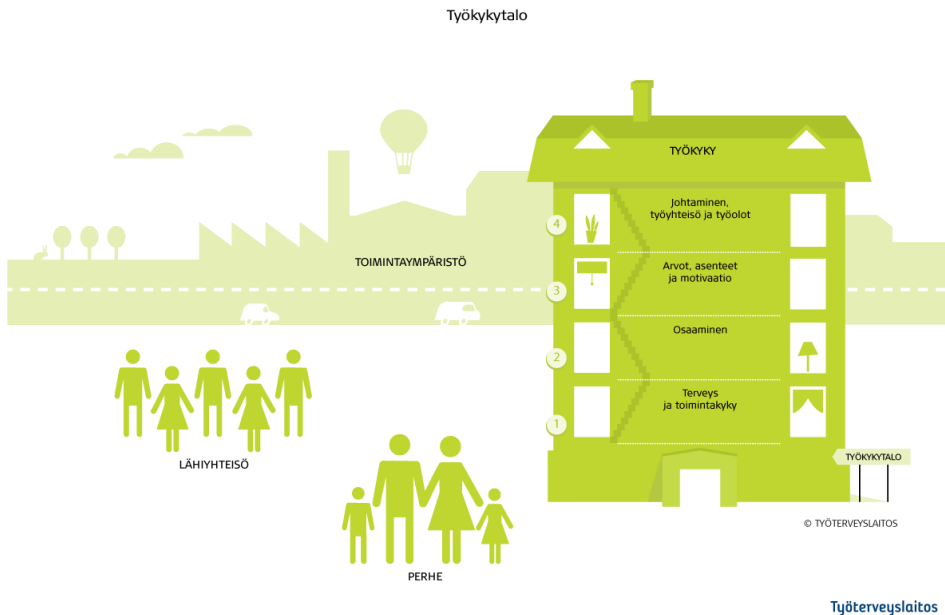 Työkykytalo
TYÖKYKY
4
Johtaminen,
työyhteisö ja työolot
TOIMINTAYMPÄRISTÖ
3
Arvot, asenteet
ja motivaatio
2
Osaaminen
1
Terveys
ja toimintakyky
LÄHIYHTEISÖ
TYÖKYKYTALO
© TYÖTERVEYSLAITOS
PERHE
Työterveyslaitos